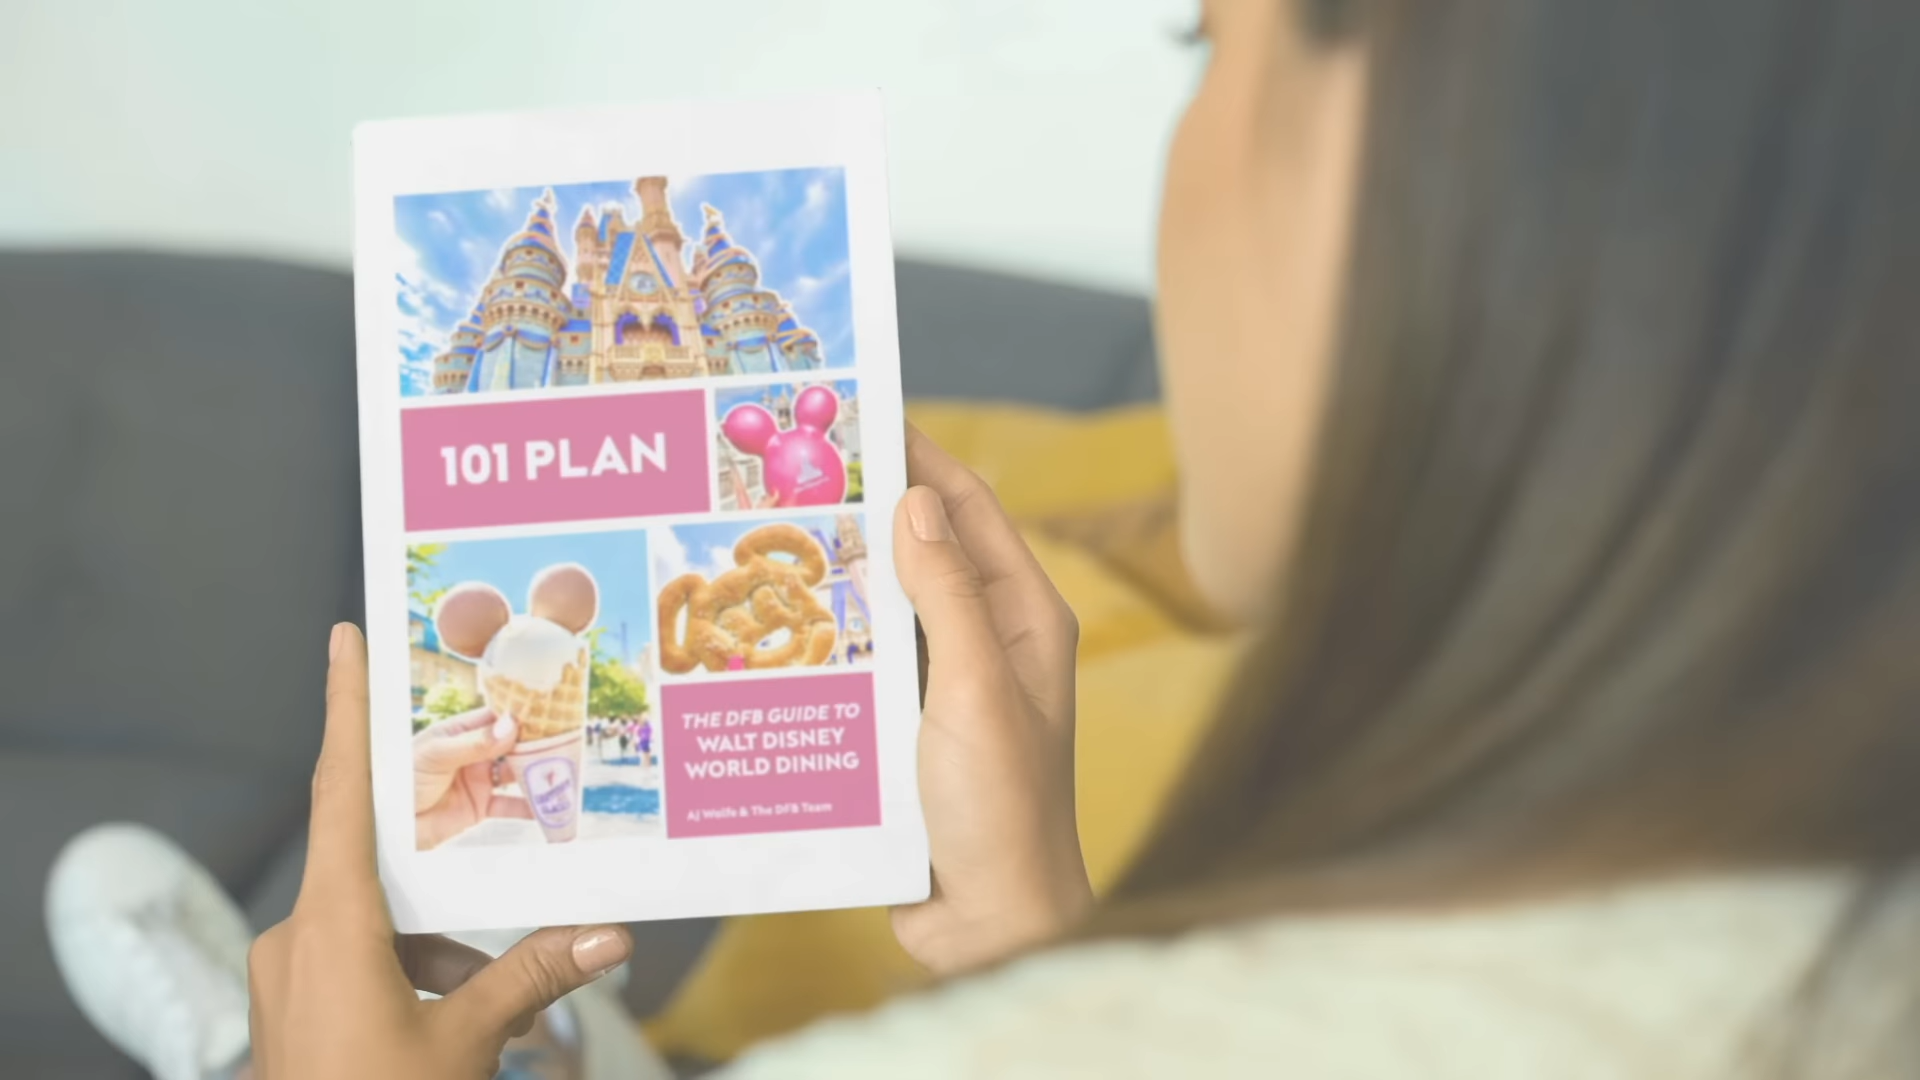 101 PLAN
THE DFB GUIDE TO
WALT DISNEY
WORLD DINING
AJ Wolfe & The DFB Team